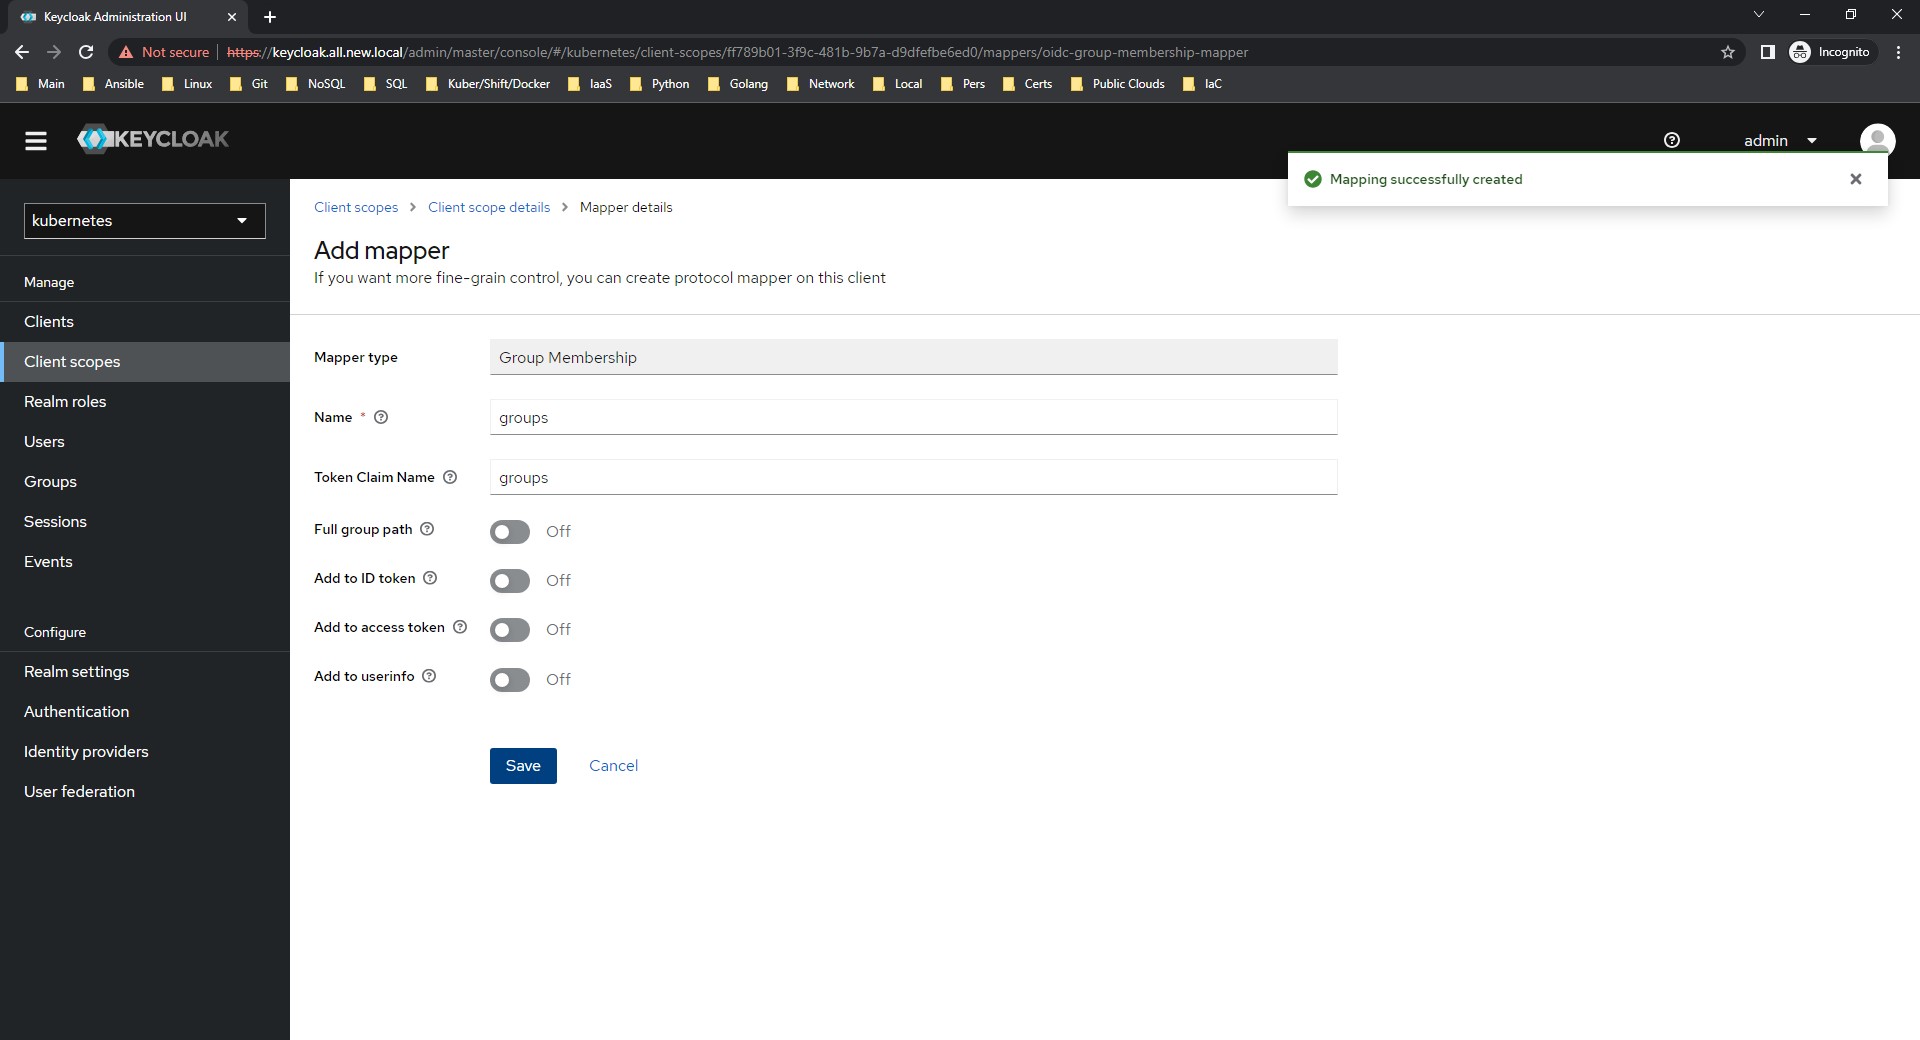 Keycloak Administration UI
Not secure https://keycloak.all.new.local/admin/master/console/#/kubernetes/client-scopes/ff789b01-3f9c-481b-9b7a-d9dfefbe6ed0/mappers/oidc-group-membership-mapper Incognito
Main Ansible Linux Git NoSQL SQL Kuber/Shift/Docker IaaS Python Golang Network Local Pers Certs Public Clouds IaC
KEYCLOAK
admin
Mapping successfully created
kubernetes
Manage
Clients
Client scopes
Realm roles
Users
Groups
Sessions
Events
Configure
Realm settings
Authentication
Identity providers
User federation
Client scopes > Client scope details > Mapper details
Add mapper
If you want more fine-grain control, you can create protocol mapper on this client
Mapper type Group Membership
Name * groups
Token Claim Name groups
Full group path Off
Add to ID token Off
Add to access token Off
Add to userinfo Off
Save Cancel